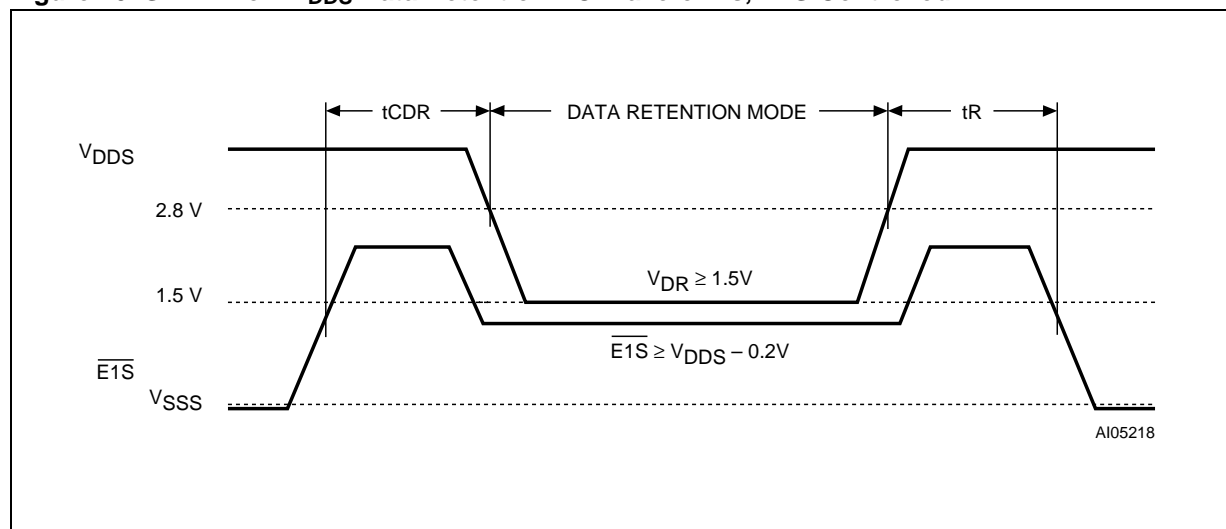 tCDR DATA RETENTION MODE tR
VDDS
2.8 V
VDR ≥ 1.5V
1.5 V
E1S ≥ VDDS – 0.2V
E1S
VSSS
AI05218